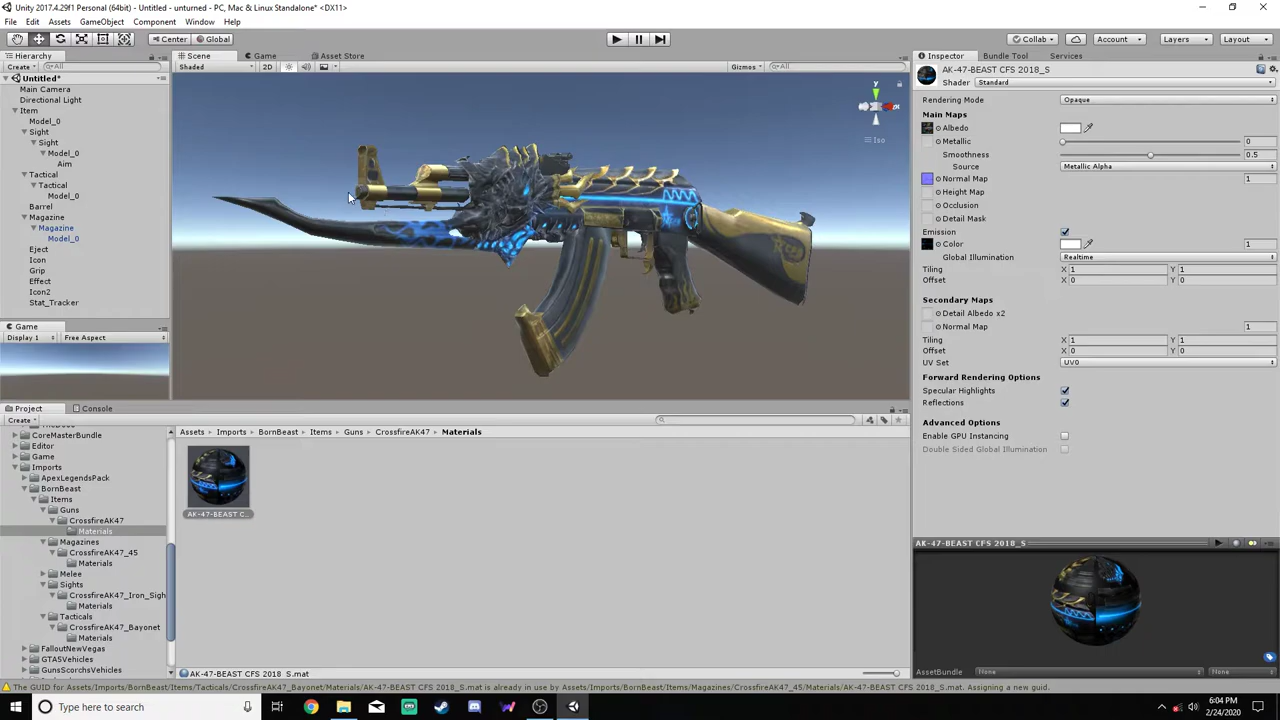 Unity 2017.4.29f1 Personal (64bit) - Untitled - unturned - PC, Mac & Linux Standalone* <DX11>
File Edit Assets GameObject Component Window Help
Center Global Collab Account Layers Layout
Hierarchy
Create All
Untitled*
Main Camera
Directional Light
Item
Model_0
Sight
Sight
Model_0
Aim
Tactical
Tactical
Model_0
Barrel
Magazine
Magazine
Model_0
Eject
Icon
Grip
Effect
Icon2
Stat_Tracker
Game
Display 1 Free Aspect
Scene Game Asset Store
Shaded 2D Gizmos All
y
Iso
Inspector Bundle Tool Services
AK-47-BEAST CFS 2018_S
Shader Standard
Rendering Mode Opaque
Main Maps
Albedo
Metallic 0
Smoothness 0.5
Source Metallic Alpha
Normal Map 1
Height Map
Occlusion
Detail Mask
Emission
Color 1
Global Illumination Realtime
Tiling X 1 Y 1
Offset X 0 Y 0
Secondary Maps
Detail Albedo x2
Normal Map 1
Tiling X 1 Y 1
Offset X 0 Y 0
UV Set UV0
Forward Rendering Options
Specular Highlights
Reflections
Advanced Options
Enable GPU Instancing
Double Sided Global Illumination
AK-47-BEAST CFS 2018_S
AssetBundle None None
Project Console
Create
CoreMasterBundle
Editor
Game
Imports
ApexLegendsPack
BornBeast
Items
Guns
CrossfireAK47
Materials
Magazines
CrossfireAK47_45
Materials
Melee
Sights
CrossfireAK47_Iron_Sigh
Materials
Tacticals
CrossfireAK47_Bayonet
Materials
FalloutNewVegas
GTA5Vehicles
GunsScorchsVehicles
Assets Imports BornBeast Items Guns CrossfireAK47 Materials
AK-47-BEAST C...
AK-47-BEAST CFS 2018_S.mat
The GUID for Assets/Imports/BornBeast/Items/Tacticals/CrossfireAK47_Bayonet/Materials/AK-47-BEAST CFS 2018_S.mat is already in use by Assets/Imports/BornBeast/Items/Magazines/CrossfireAK47_45/Materials/AK-47-BEAST CFS 2018_S.mat. Assigning a new guid.
Type here to search
6:04 PM
2/24/2020